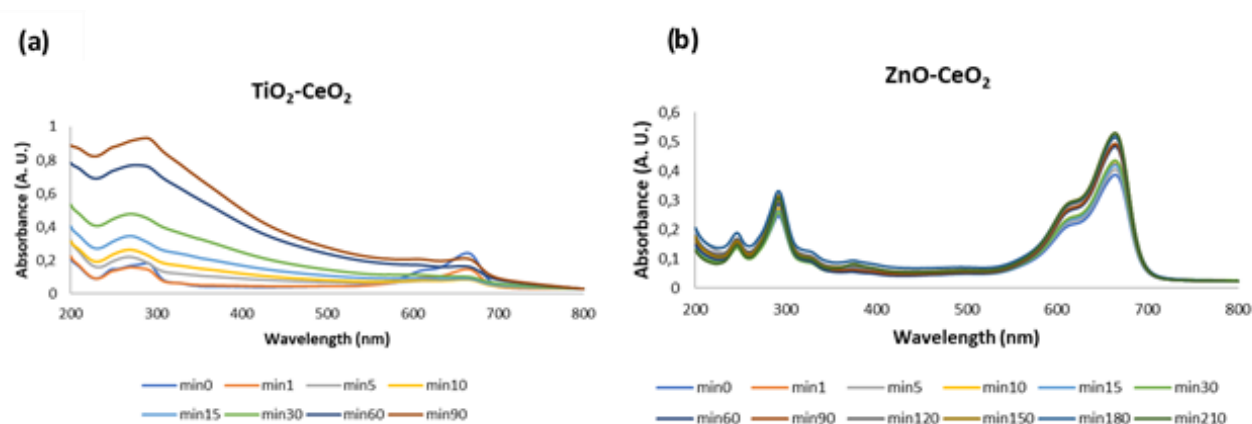 (a)
TiO₂-CeO₂
Absorbance (A. U.)
1
0,8
0,6
0,4
0,2
0
200 300 400 500 600 700 800
Wavelength (nm)
min0 min1 min5 min10
min15 min30 min60 min90
(b)
ZnO-CeO₂
Absorbance (A. U.)
0,6
0,5
0,4
0,3
0,2
0,1
0
200 300 400 500 600 700 800
Wavelength (nm)
min0 min1 min5 min10 min15 min30
min60 min90 min120 min150 min180 min210